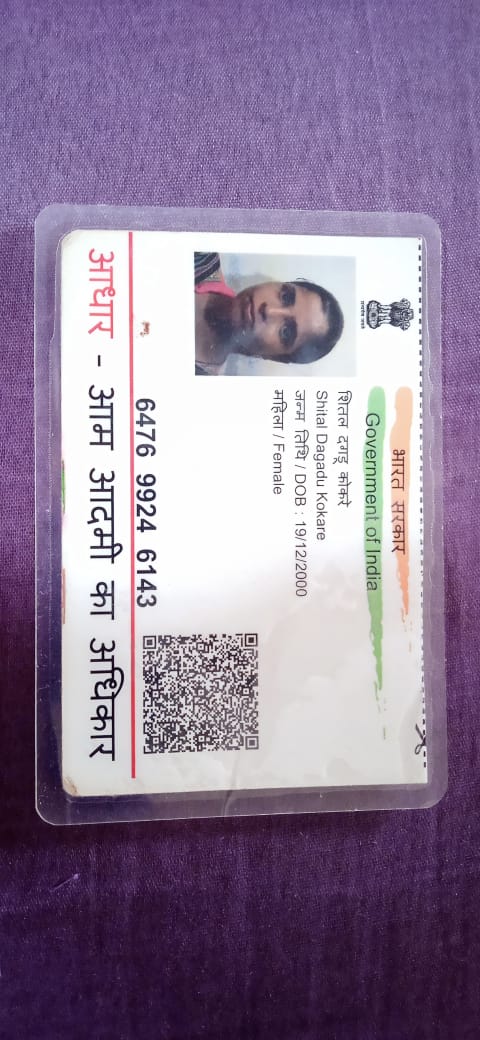 भारत सरकार
Government of India
शितल दगडू कोकरे
Shital Dagadu Kokare
जन्म तिथि / DOB : 19/12/2000
महिला / Female
6476 9924 6143
आधार - आम आदमी का अधिकार